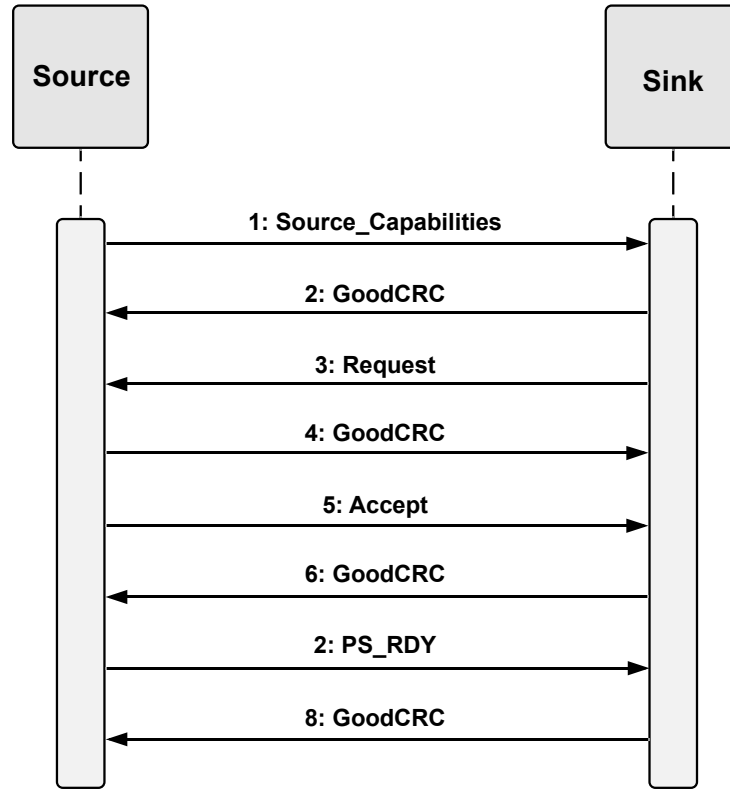 Source
Sink
1: Source_Capabilities
2: GoodCRC
3: Request
4: GoodCRC
5: Accept
6: GoodCRC
2: PS_RDY
8: GoodCRC